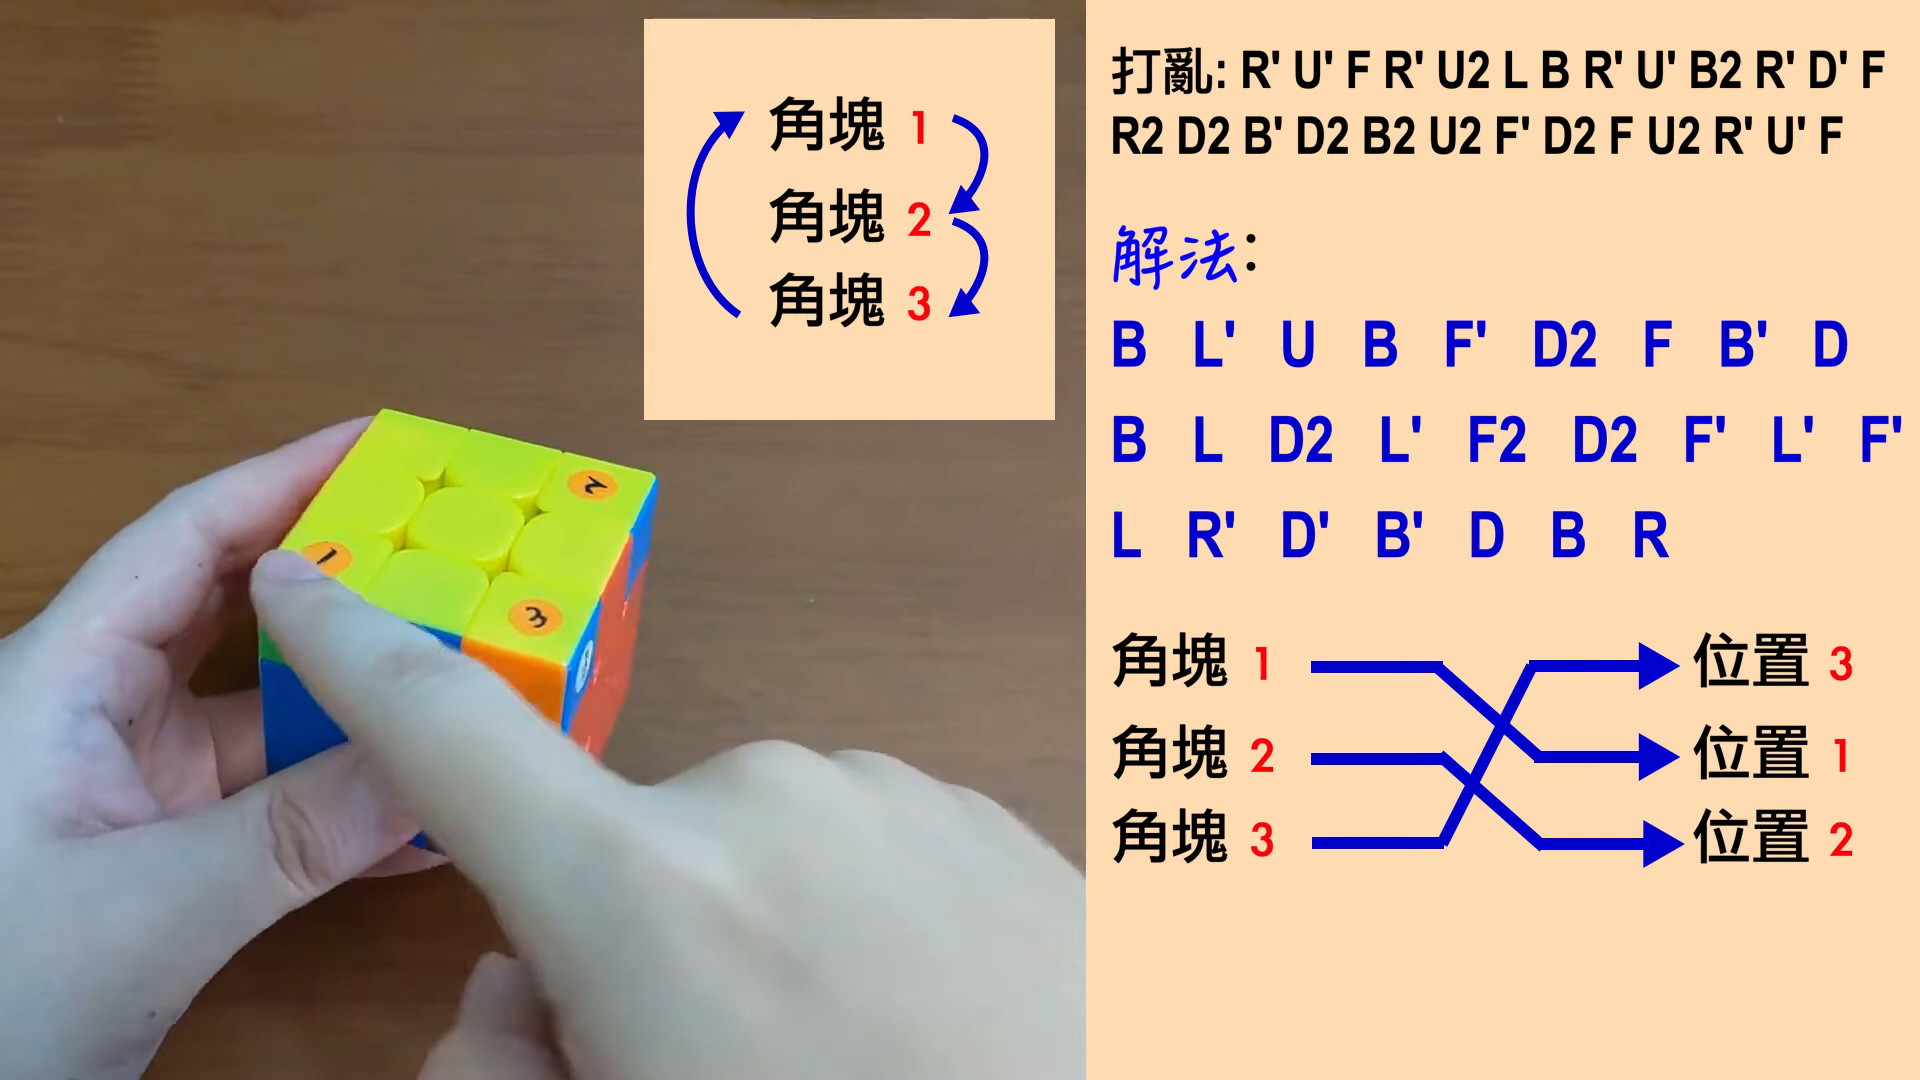 角塊 1
角塊 2
角塊 3
2
1
3
打亂: R' U' F R' U2 L B R' U' B2 R' D' F
R2 D2 B' D2 B2 U2 F' D2 F U2 R' U' F
解法:
B L' U B F' D2 F B' D
B L D2 L' F2 D2 F' L' F'
L R' D' B' D B R
角塊 1 位置 3
角塊 2 位置 1
角塊 3 位置 2